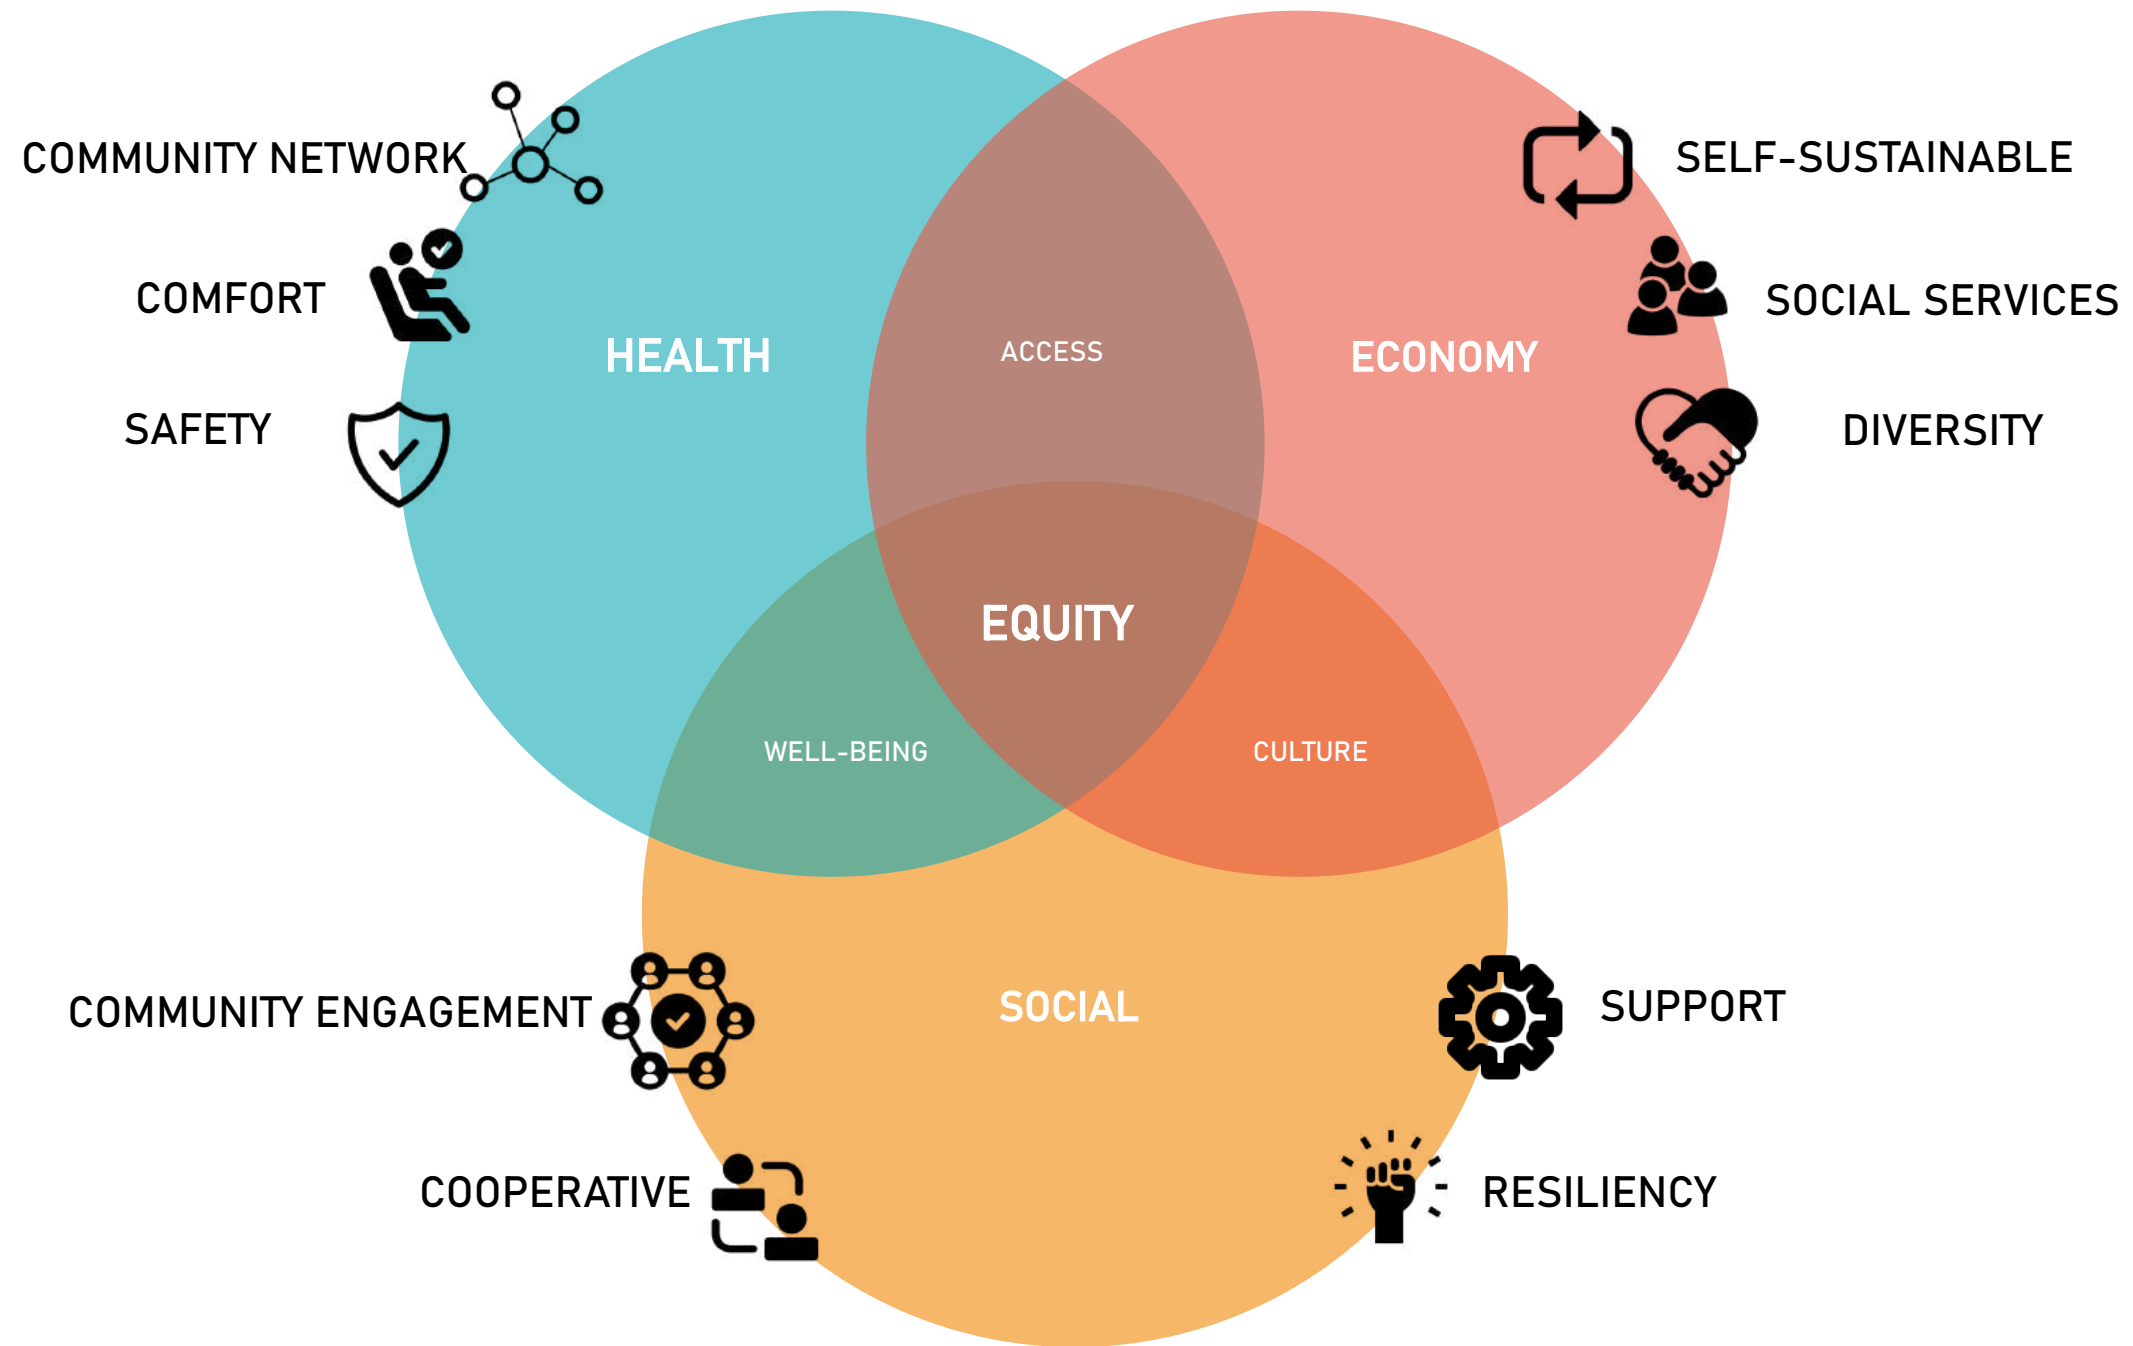 COMMUNITY NETWORK
SELF-SUSTAINABLE
COMFORT
SOCIAL SERVICES
HEALTH
ACCESS
ECONOMY
SAFETY
DIVERSITY
EQUITY
WELL-BEING
CULTURE
COMMUNITY ENGAGEMENT
SOCIAL
SUPPORT
COOPERATIVE
RESILIENCY